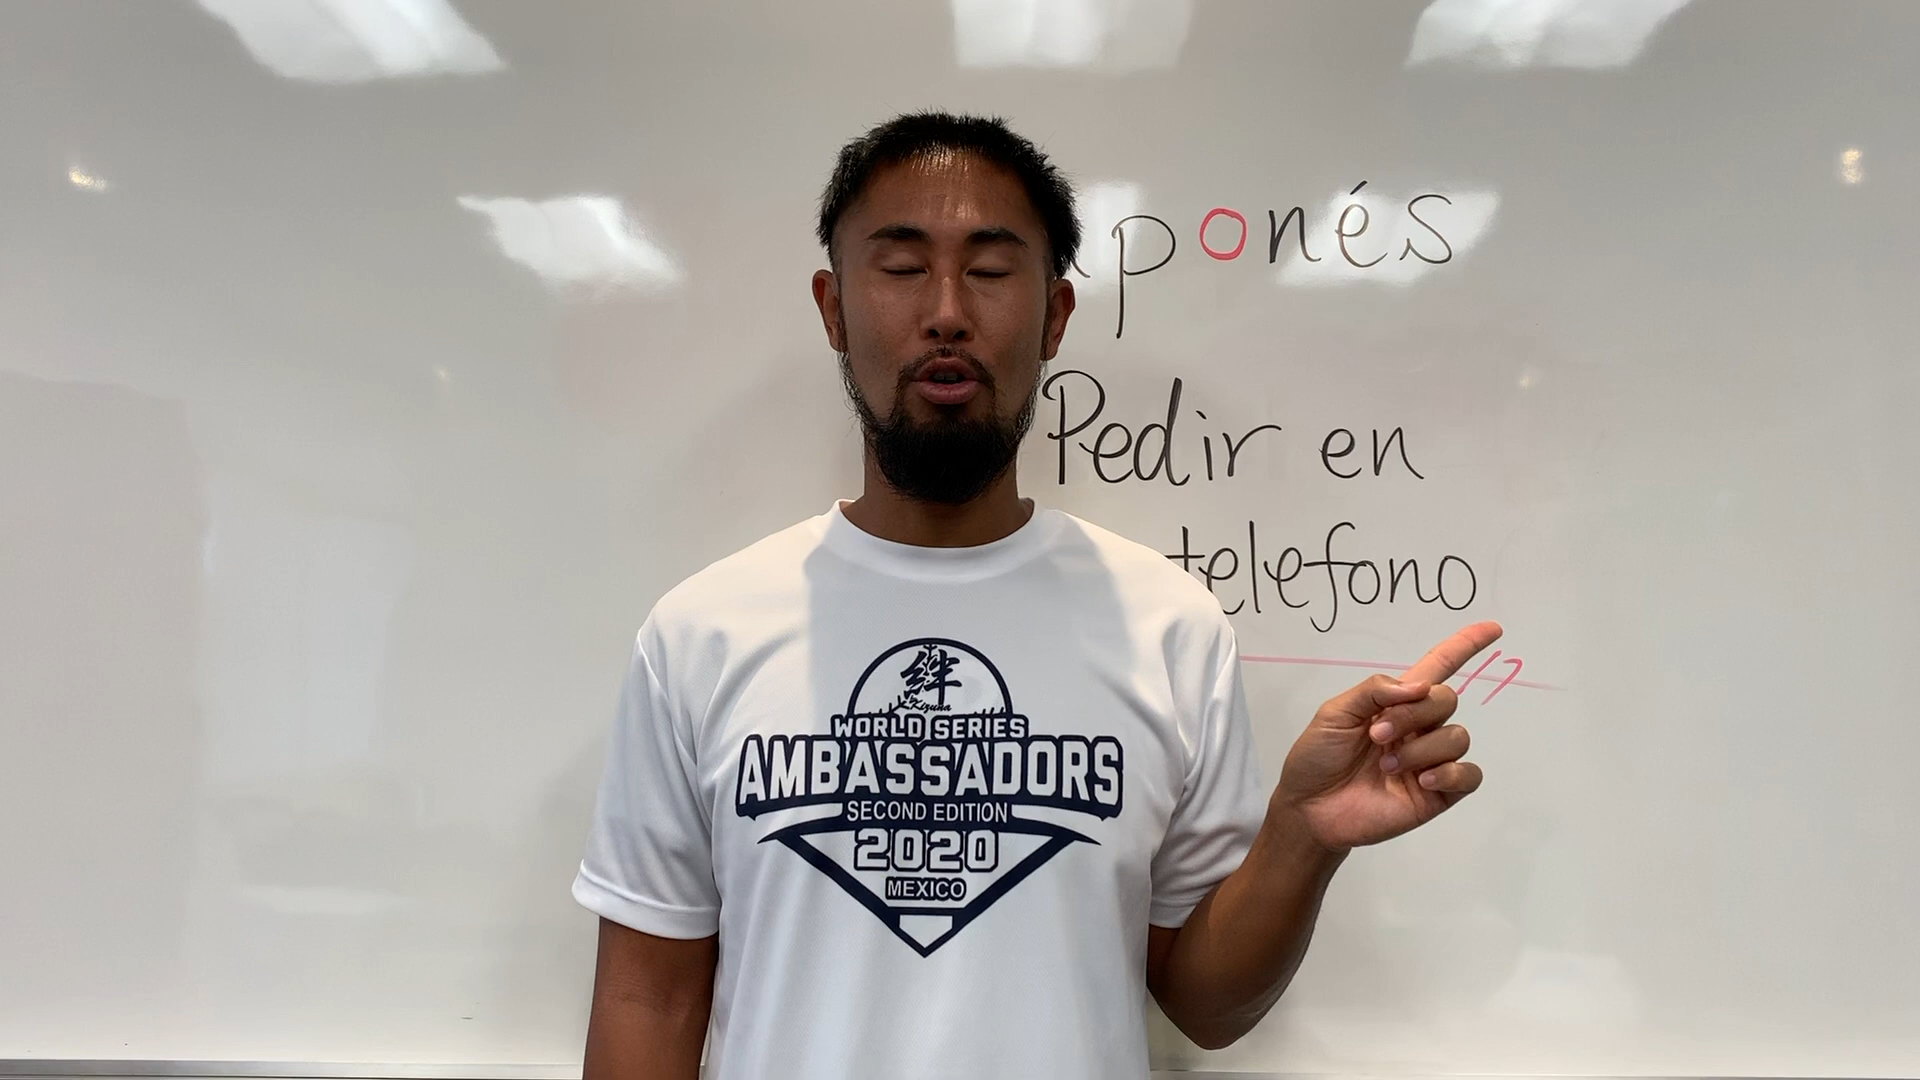 ponés
Pedir en
telefono
絆
Kizuna
WORLD SERIES
AMBASSADORS
SECOND EDITION
2020
MEXICO